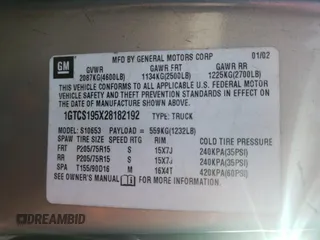 GM
MFD BY GENERAL MOTORS CORP 01/02
GVWR GAWR FRT GAWR RR
2087KG(4600LB) 1134KG(2500LB) 1225KG(2700LB)
THIS VEHICLE CONFORMS TO ALL APPLICABLE U.S. FEDERAL MOTOR
VEHICLE SAFETY AND THEFT PREVENTION STANDARDS IN EFFECT ON
THE DATE OF MANUFACTURE SHOWN ABOVE.
1GTCS195X28182192 TYPE: TRUCK
MODEL: S10653 PAYLOAD = 559KG(1232LB)
TIRE SIZE SPEED RIM COLD TIRE PRESSURE
FRT P205/75R15 S 15X7J 240KPA(35PSI)
RR P205/75R15 S 15X7J 240KPA(35PSI)
SPA T155/90D16 M 16X4T 420KPA(60PSI)
SEE OWNER'S MANUAL FOR ADDITIONAL INFORMATION.
DREAMBID